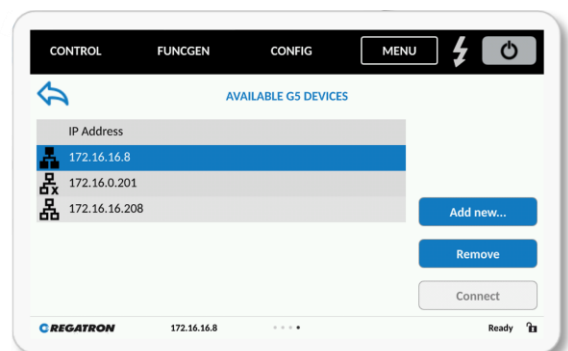 CONTROL FUNCGEN CONFIG MENU
AVAILABLE G5 DEVICES
IP Address
172.16.16.8
172.16.0.201
172.16.16.208
Add new...
Remove
Connect
REGATRON 172.16.16.8 Ready